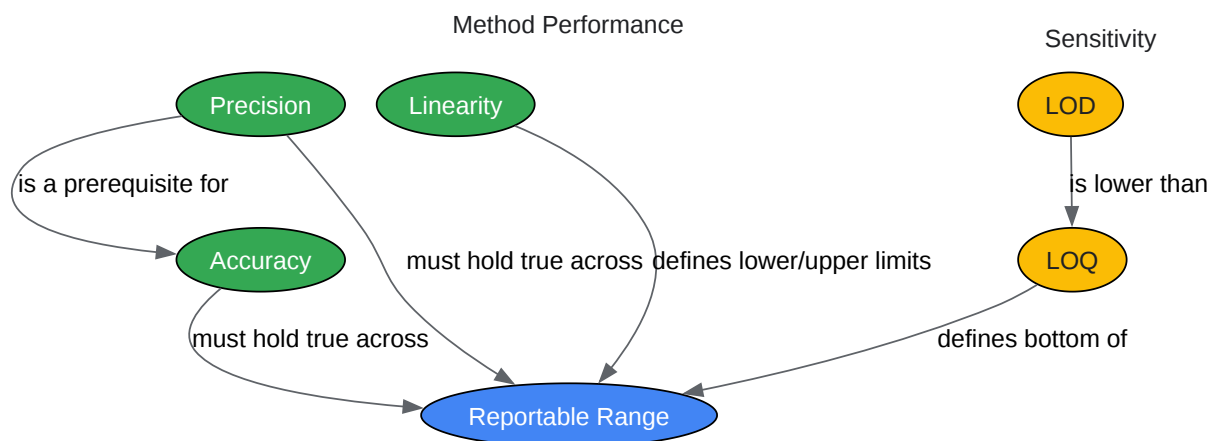 Method Performance
Sensitivity
Precision
Linearity
LOD
is a prerequisite for
is lower than
Accuracy
must hold true across
defines lower/upper limits
LOQ
must hold true across
defines bottom of
Reportable Range